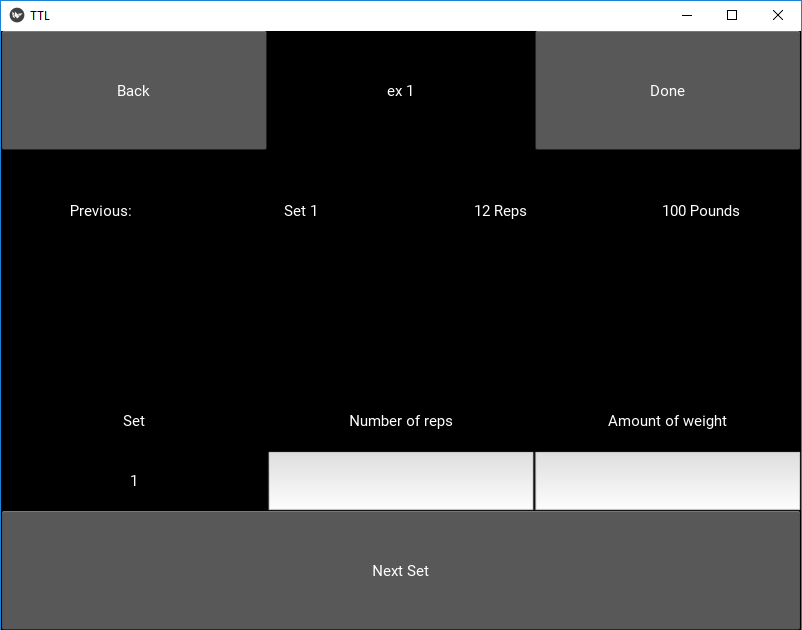 TTL
Back ex 1 Done
Previous: Set 1 12 Reps 100 Pounds
Set Number of reps Amount of weight
1
Next Set